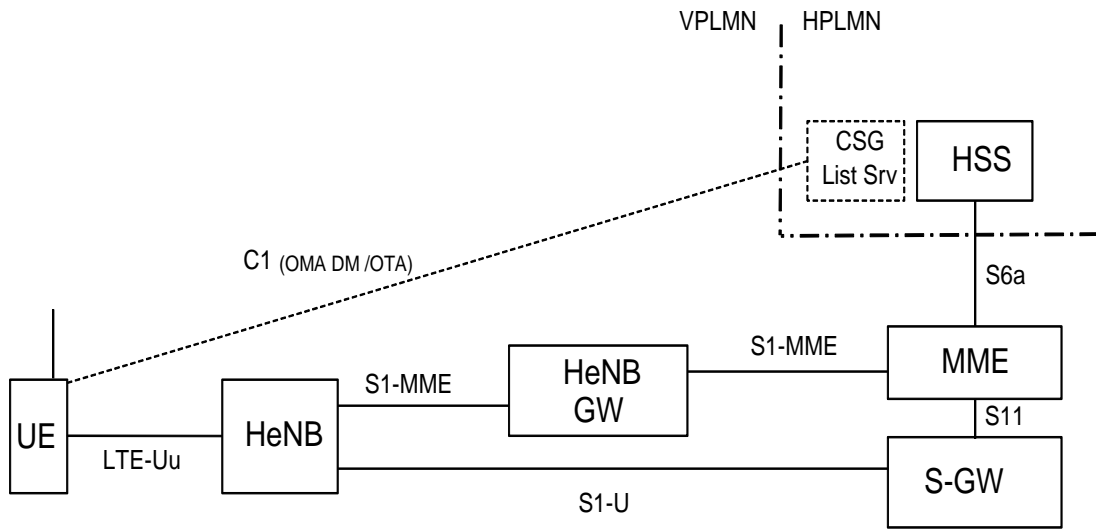 VPLMN HPLMN
CSG
List Srv
HSS
C1 (OMA DM /OTA)
S6a
S1-MME
MME
HeNB
GW
S1-MME
S11
UE
HeNB
LTE-Uu
S-GW
S1-U